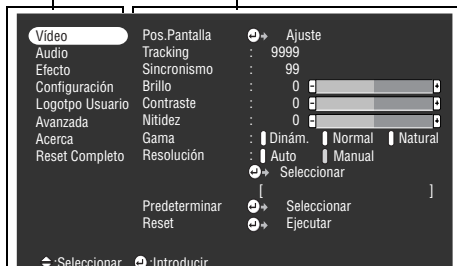 Vídeo Pos.Pantalla Ajuste
Audio Tracking : 9999
Efecto Sincronismo : 99
Configuración Brillo : 0 - +
Logotpo Usuario Contraste : 0 - +
Avanzada Nitidez : 0 - +
Acerca Gama : Dinám. Normal Natural
Reset Completo Resolución : Auto Manual
Seleccionar
[ ]
Predeterminar Seleccionar
Reset Ejecutar
:Seleccionar :Introducir